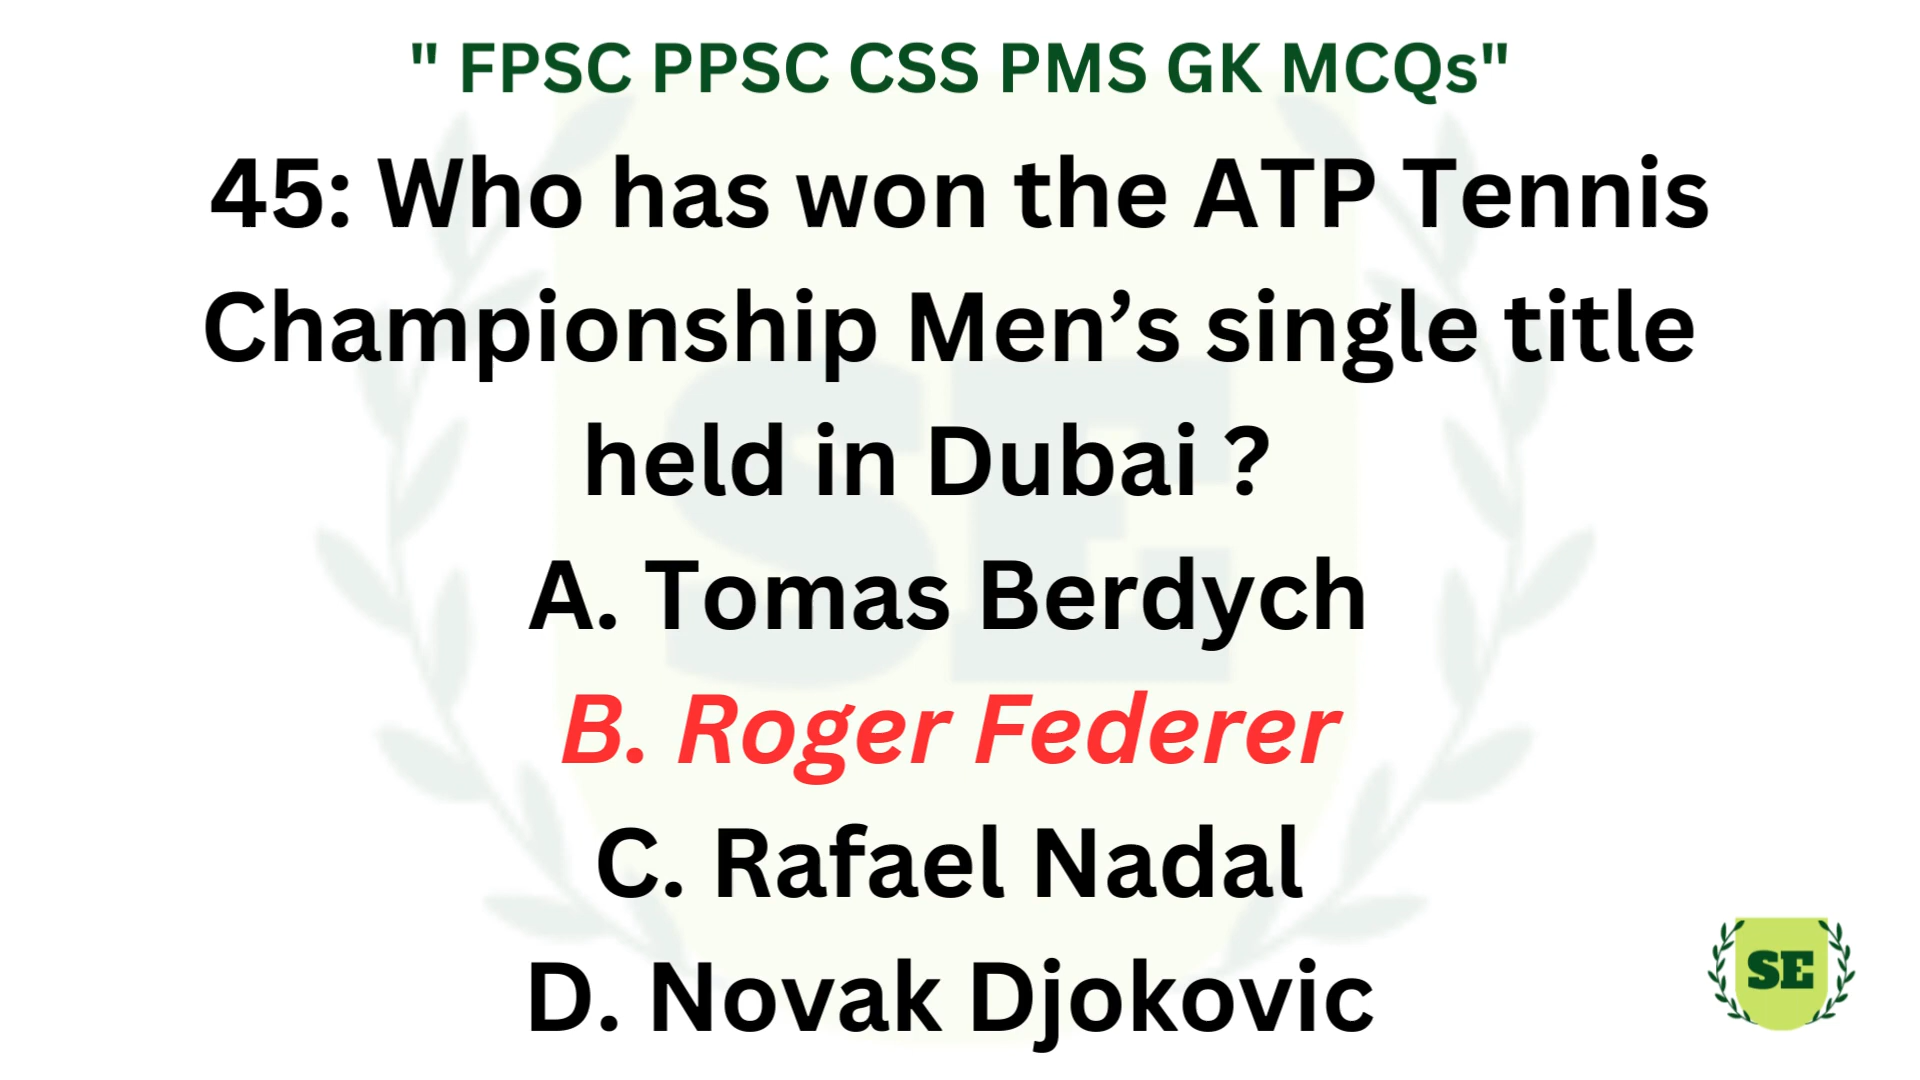 " FPSC PPSC CSS PMS GK MCQs"
45: Who has won the ATP Tennis
Championship Men’s single title
held in Dubai ?
A. Tomas Berdych
B. Roger Federer
C. Rafael Nadal
D. Novak Djokovic
SE
SE